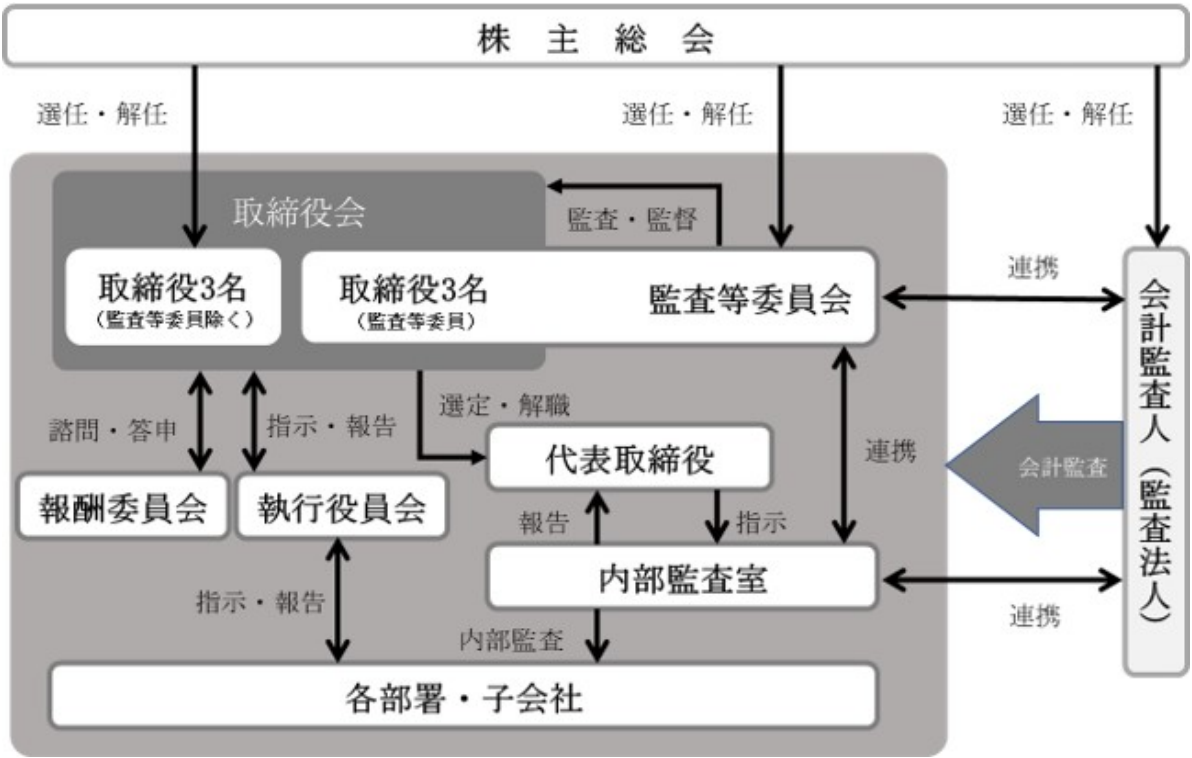 株主総会
選任・解任
選任・解任
選任・解任
取締役会
監査・監督
取締役3名
(監査等委員除く)
取締役3名
(監査等委員)
監査等委員会
連携
会計監査人(監査法人)
諮問・答申
指示・報告
選定・解職
代表取締役
連携
会計監査
報酬委員会
執行役員会
報告
指示
内部監査室
連携
指示・報告
内部監査
各部署・子会社